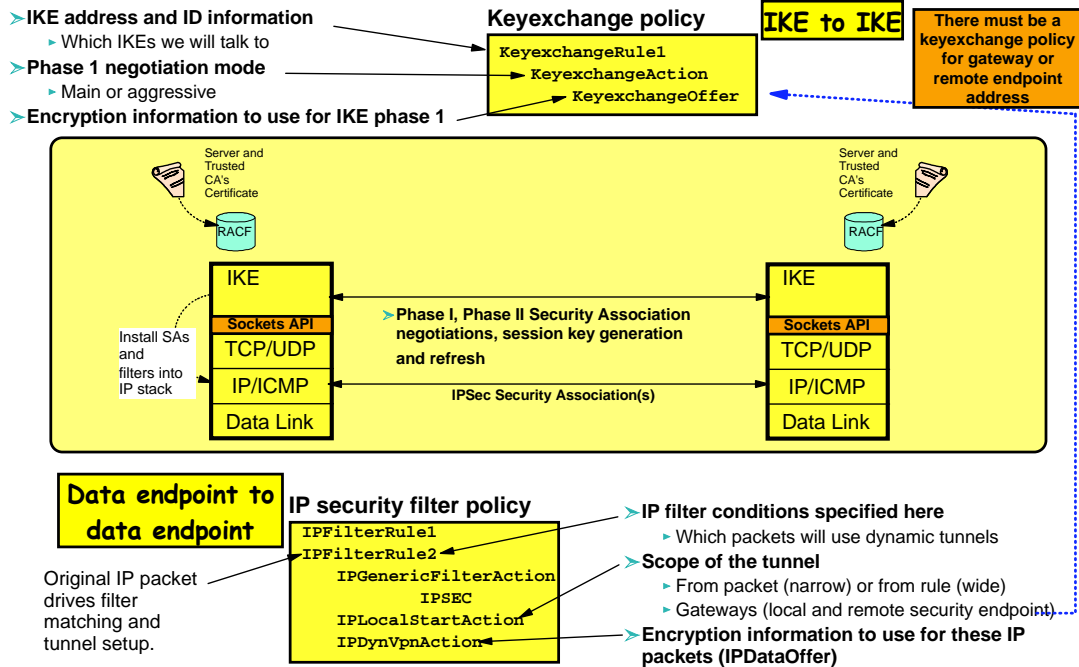 ➢ IKE address and ID information
► Which IKEs we will talk to
➢ Phase 1 negotiation mode
► Main or aggressive
➢ Encryption information to use for IKE phase 1
Keyexchange policy
KeyexchangeRule1
KeyexchangeAction
KeyexchangeOffer
IKE to IKE
There must be a
keyexchange policy
for gateway or
remote endpoint
address
Server and
Trusted
CA's
Certificate
RACF
Server and
Trusted
CA's
Certificate
RACF
IKE
Sockets API
TCP/UDP
IP/ICMP
Data Link
Install SAs
and
filters into
IP stack
➢ Phase I, Phase II Security Association
negotiations, session key generation
and refresh
IPSec Security Association(s)
IKE
Sockets API
TCP/UDP
IP/ICMP
Data Link
Data endpoint to
data endpoint
Original IP packet
drives filter
matching and
tunnel setup.
IP security filter policy
IPFilterRule1
IPFilterRule2
IPGenericFilterAction
IPSEC
IPLocalStartAction
IPDynVpnAction
➢ IP filter conditions specified here
► Which packets will use dynamic tunnels
➢ Scope of the tunnel
► From packet (narrow) or from rule (wide)
► Gateways (local and remote security endpoint)
➢ Encryption information to use for these IP
packets (IPDataOffer)